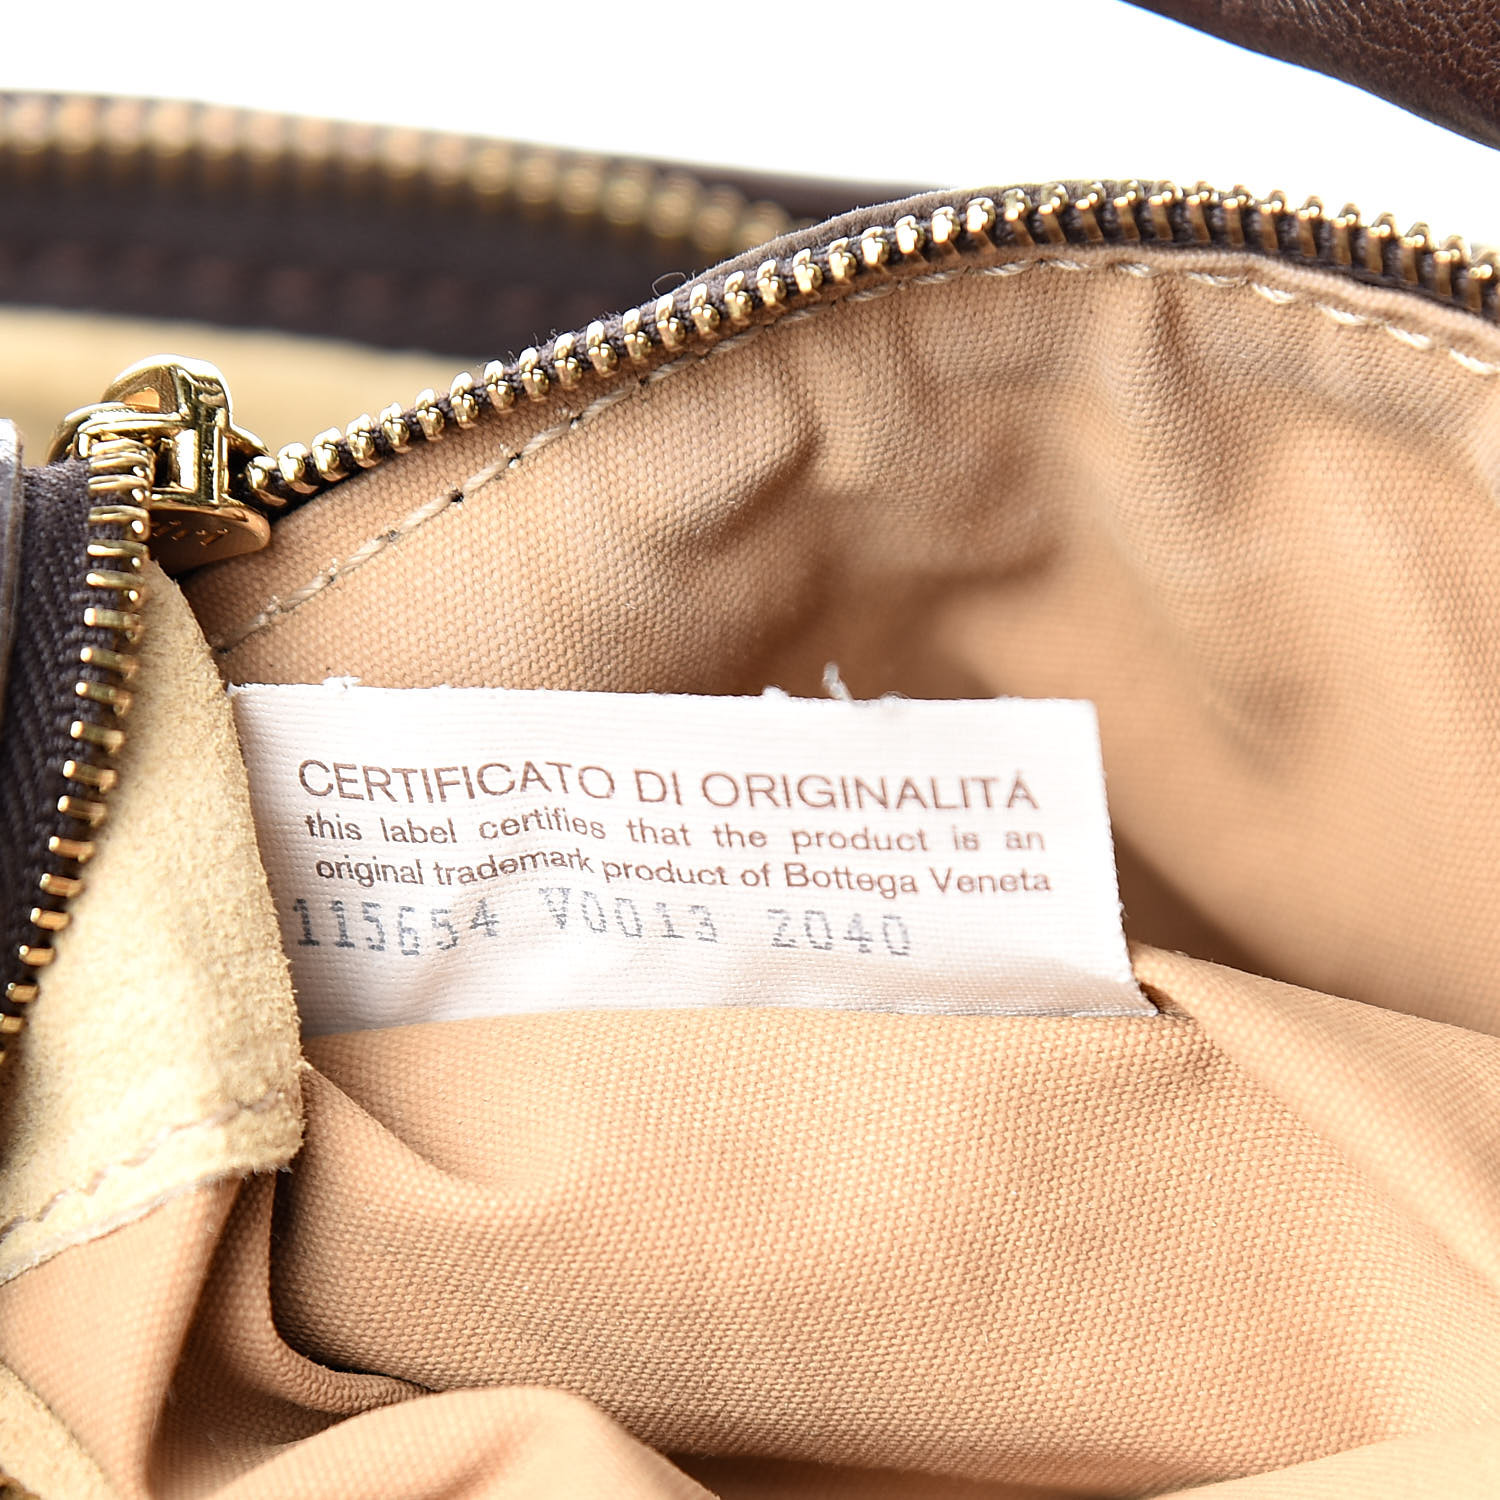 CERTIFICATO DI ORIGINALITÁ
this label certifies that the product is an
original trademark product of Bottega Veneta
115654 V0013 2040